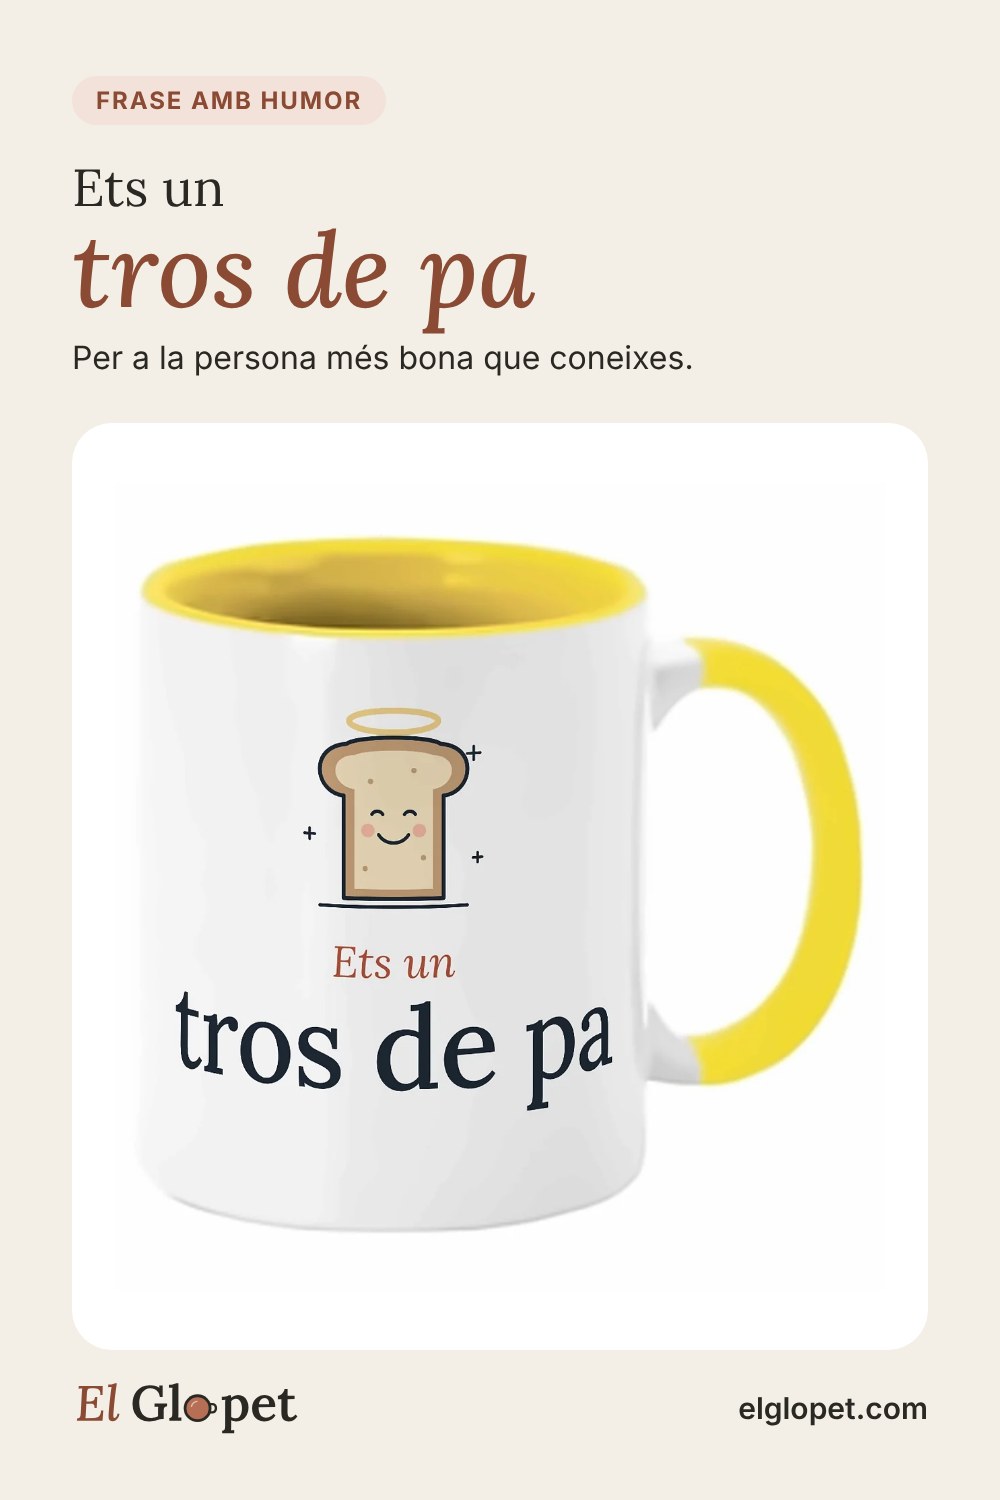 FRASE AMB HUMOR
Ets un
tros de pa
Per a la persona més bona que coneixes.
Ets un
tros de pa
El Glopet
elglopet.com